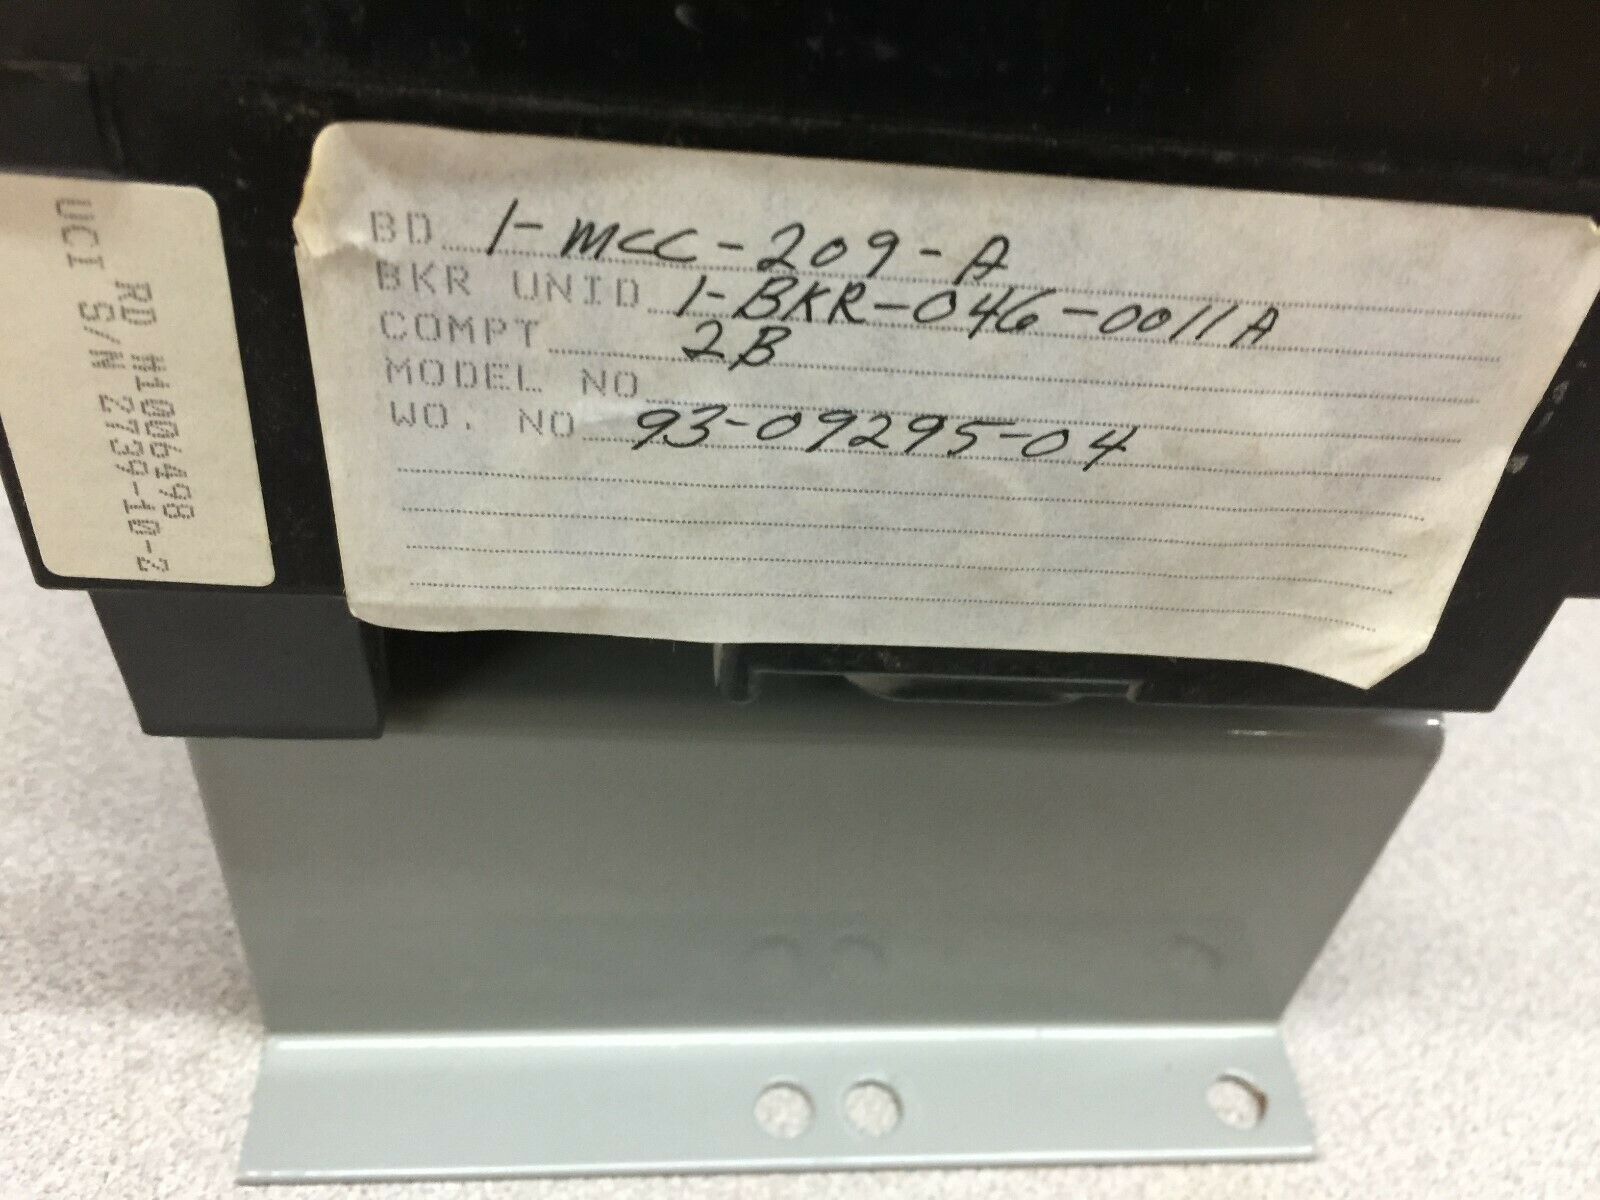 RD M1006498
UCI S/N 2739-10-2
BD 1-MCC-209-A
BKR UNID 1-BKR-046-0011A
COMPT 2B
MODEL NO
WO. NO 93-09295-04